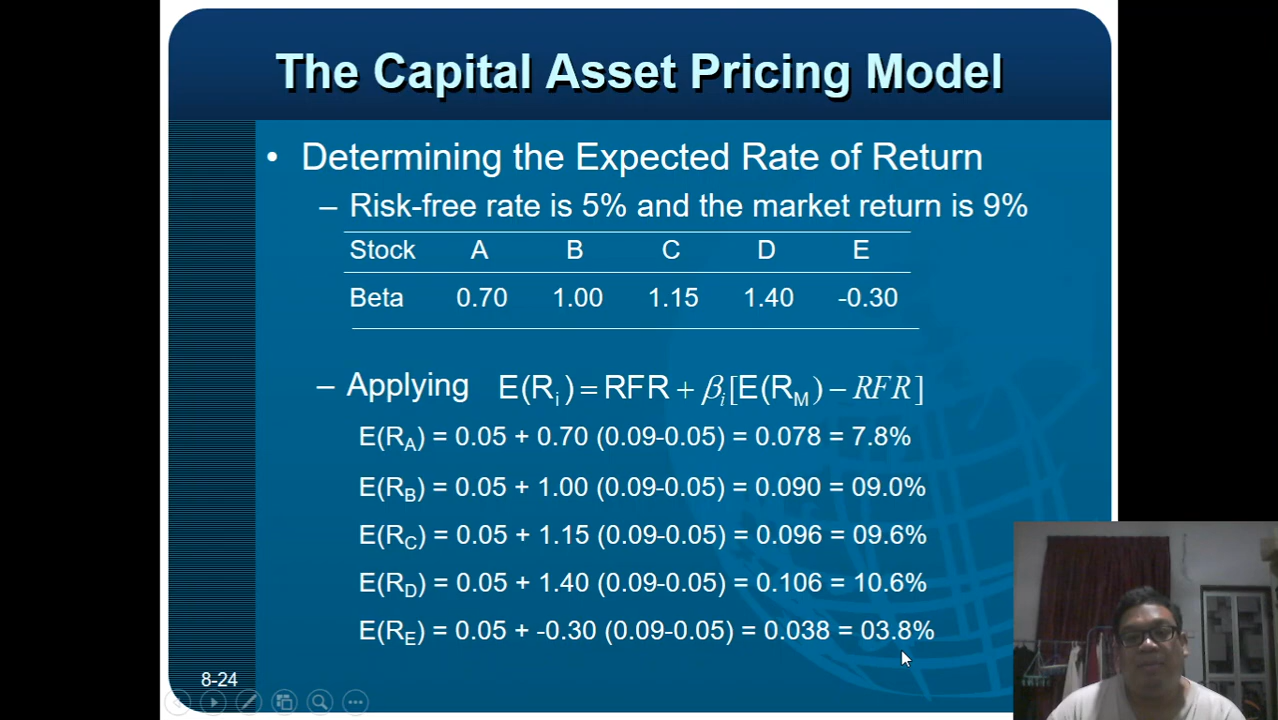 The Capital Asset Pricing Model
• Determining the Expected Rate of Return
– Risk-free rate is 5% and the market return is 9%
Stock A B C D E
Beta 0.70 1.00 1.15 1.40 -0.30
– Applying E(Ri) = RFR + βi[E(RM) − RFR]
E(RA) = 0.05 + 0.70 (0.09-0.05) = 0.078 = 7.8%
E(RB) = 0.05 + 1.00 (0.09-0.05) = 0.090 = 09.0%
E(RC) = 0.05 + 1.15 (0.09-0.05) = 0.096 = 09.6%
E(RD) = 0.05 + 1.40 (0.09-0.05) = 0.106 = 10.6%
E(RE) = 0.05 + -0.30 (0.09-0.05) = 0.038 = 03.8%
8-24